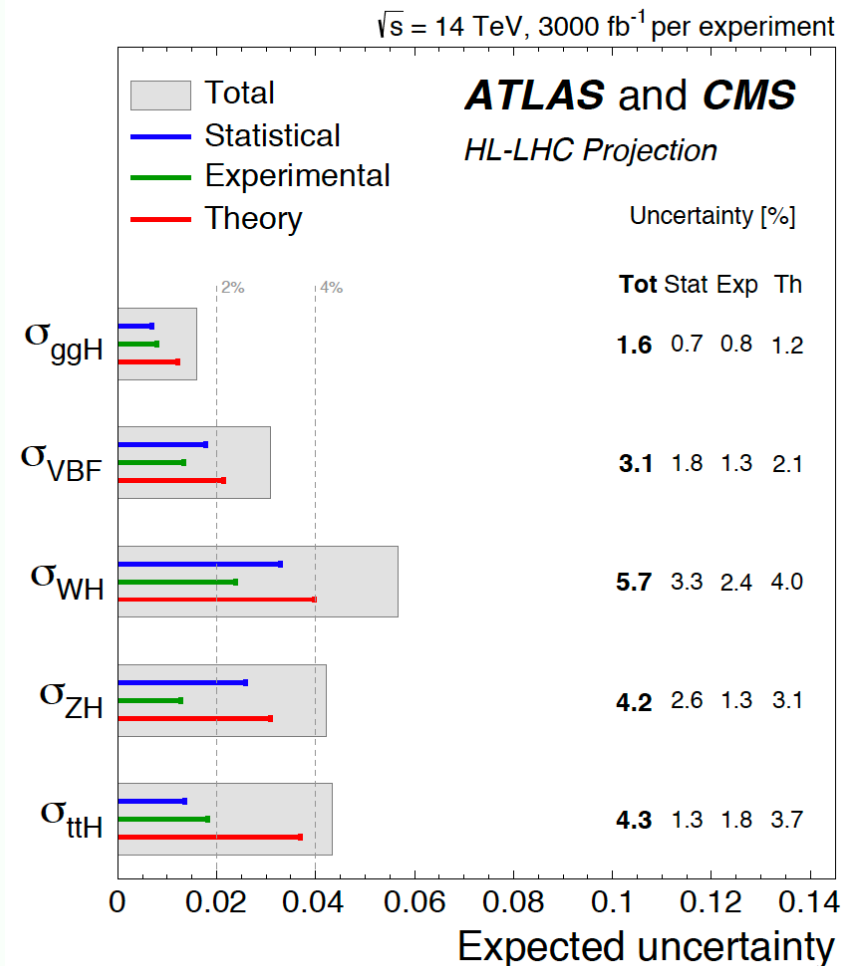 √s = 14 TeV, 3000 fb⁻¹ per experiment
Total
Statistical
Experimental
Theory
ATLAS and CMS
HL-LHC Projection
Uncertainty [%]
Tot Stat Exp Th
2% 4%
σggH 1.6 0.7 0.8 1.2
σVBF 3.1 1.8 1.3 2.1
σWH 5.7 3.3 2.4 4.0
σZH 4.2 2.6 1.3 3.1
σttH 4.3 1.3 1.8 3.7
0 0.02 0.04 0.06 0.08 0.1 0.12 0.14
Expected uncertainty